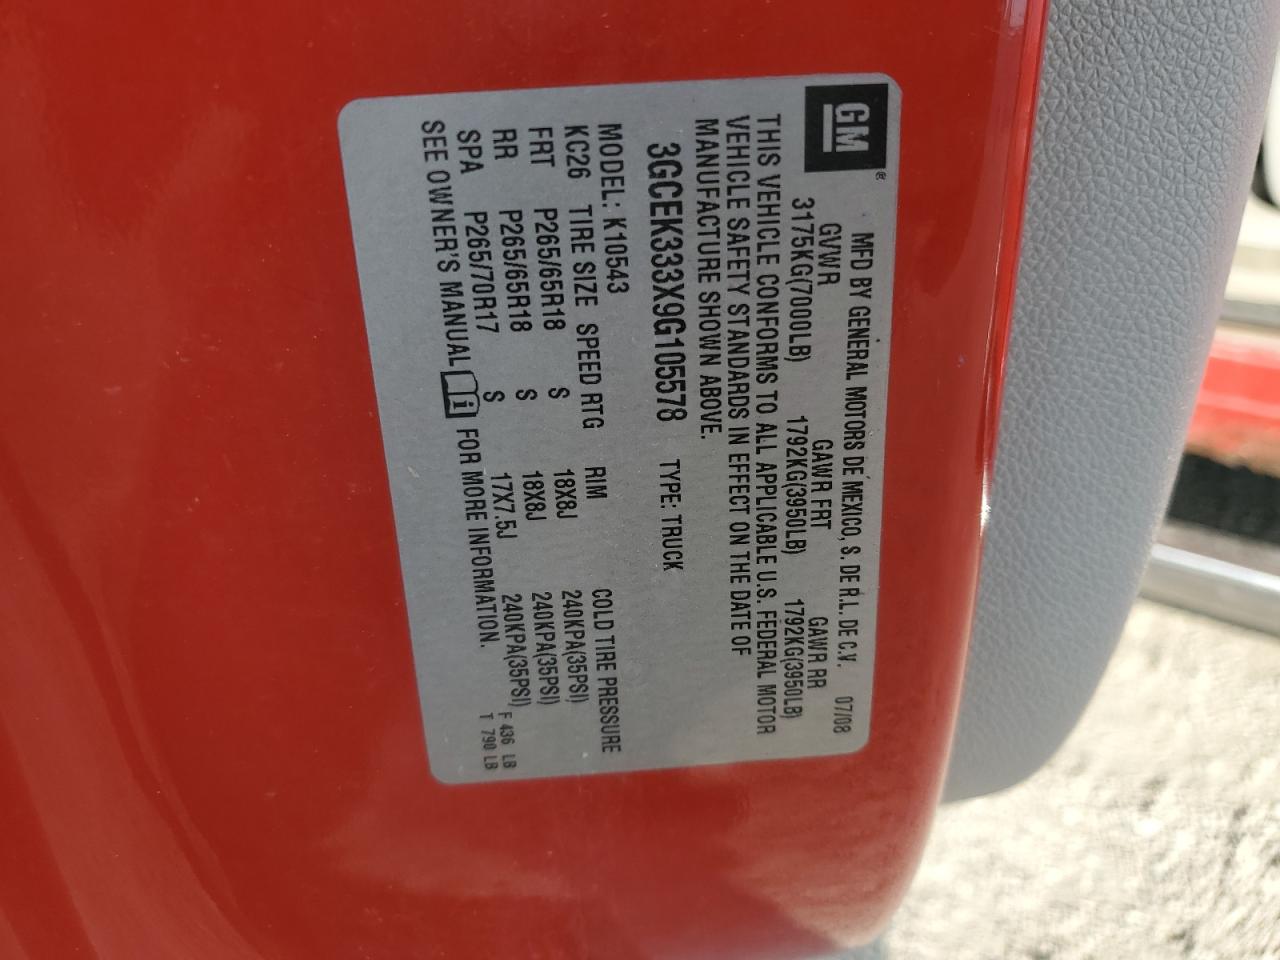 GM®
MFD BY GENERAL MOTORS DE MEXICO, S. DE R.L. DE C.V. 07/08
GVWR GAWR FRT GAWR RR
3175KG(7000LB) 1792KG(3950LB) 1792KG(3950LB)
THIS VEHICLE CONFORMS TO ALL APPLICABLE U.S. FEDERAL MOTOR
VEHICLE SAFETY STANDARDS IN EFFECT ON THE DATE OF
MANUFACTURE SHOWN ABOVE.
3GCEK333X9G105578 TYPE: TRUCK
MODEL: K10543
KC26 TIRE SIZE SPEED RTG RIM COLD TIRE PRESSURE
FRT P265/65R18 S 18X8J 240KPA(35PSI)
RR P265/65R18 S 18X8J 240KPA(35PSI)
SPA P265/70R17 S 17X7.5J 240KPA(35PSI) F 436 LB
SEE OWNER'S MANUAL i FOR MORE INFORMATION. T 790 LB